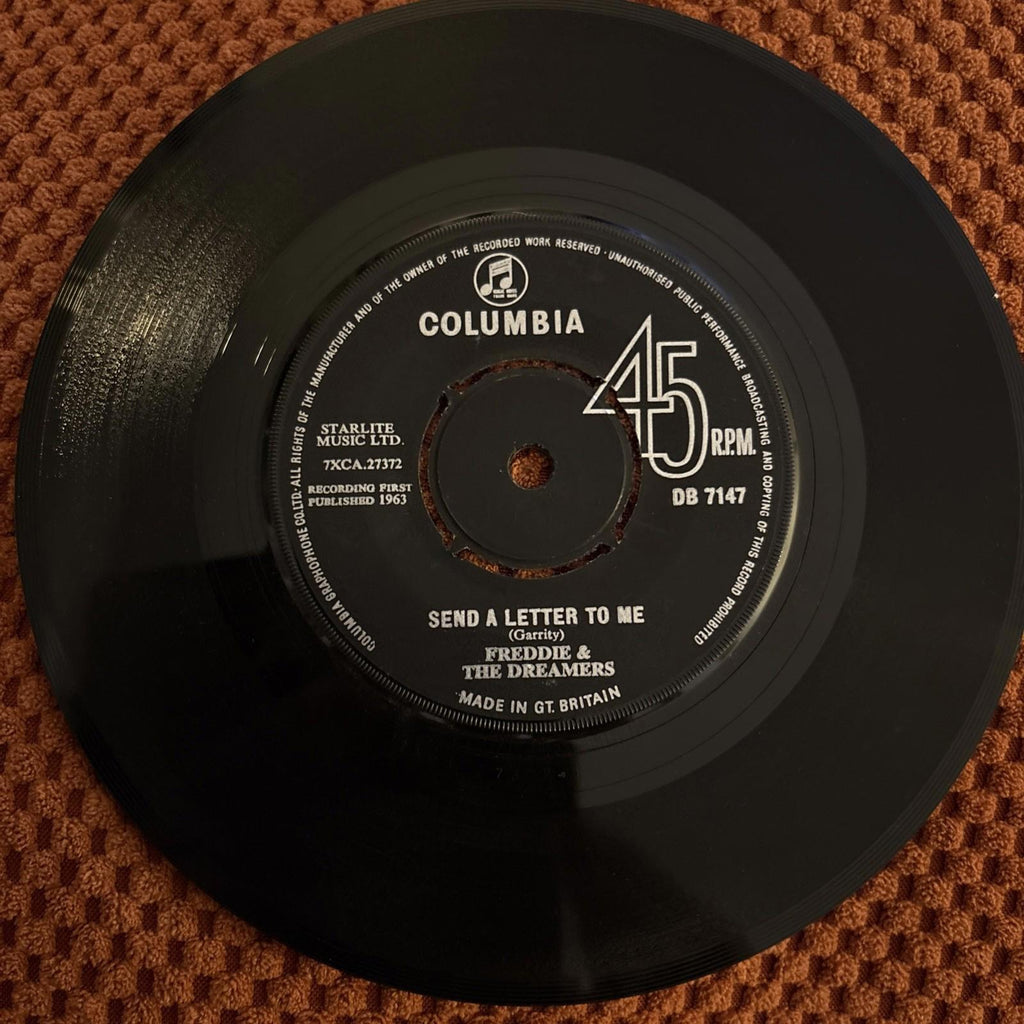 COLUMBIA GRAPHOPHONE CO.LTD·ALL RIGHTS OF THE MANUFACTURER AND OF THE OWNER OF THE RECORDED WORK RESERVED·UNAUTHORISED PUBLIC PERFORMANCE BROADCASTING AND COPYING OF THIS RECORD PROHIBITED
COLUMBIA
45
R.P.M.
STARLITE
MUSIC LTD.
7XCA.27372
RECORDING FIRST
PUBLISHED 1963
DB 7147
SEND A LETTER TO ME
(Garrity)
FREDDIE &
THE DREAMERS
MADE IN GT. BRITAIN